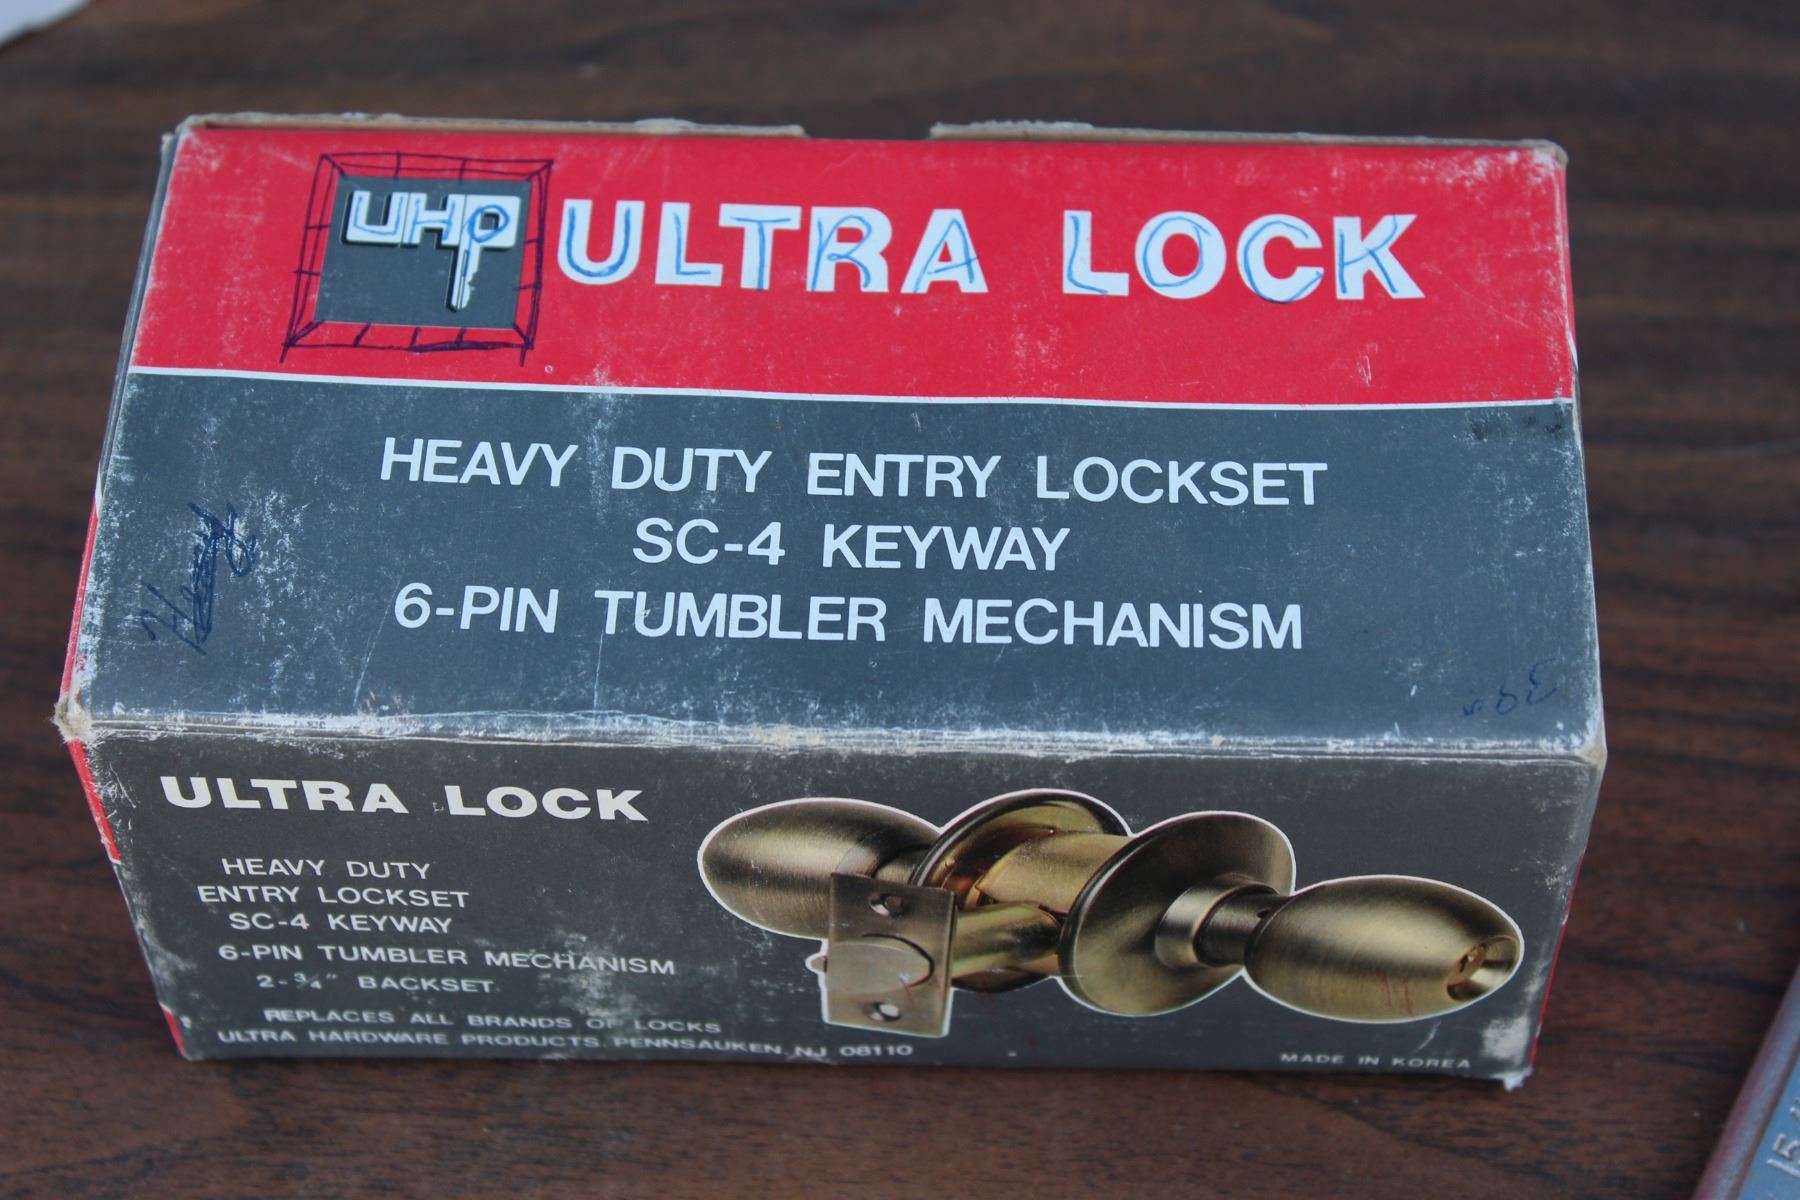 UHP ULTRA LOCK
HEAVY DUTY ENTRY LOCKSET
SC-4 KEYWAY
6-PIN TUMBLER MECHANISM
ULTRA LOCK
HEAVY DUTY
ENTRY LOCKSET
SC-4 KEYWAY
6-PIN TUMBLER MECHANISM
2-3/4" BACKSET
REPLACES ALL BRANDS OF LOCKS
ULTRA HARDWARE PRODUCTS, PENNSAUKEN, NJ 08110
MADE IN KOREA